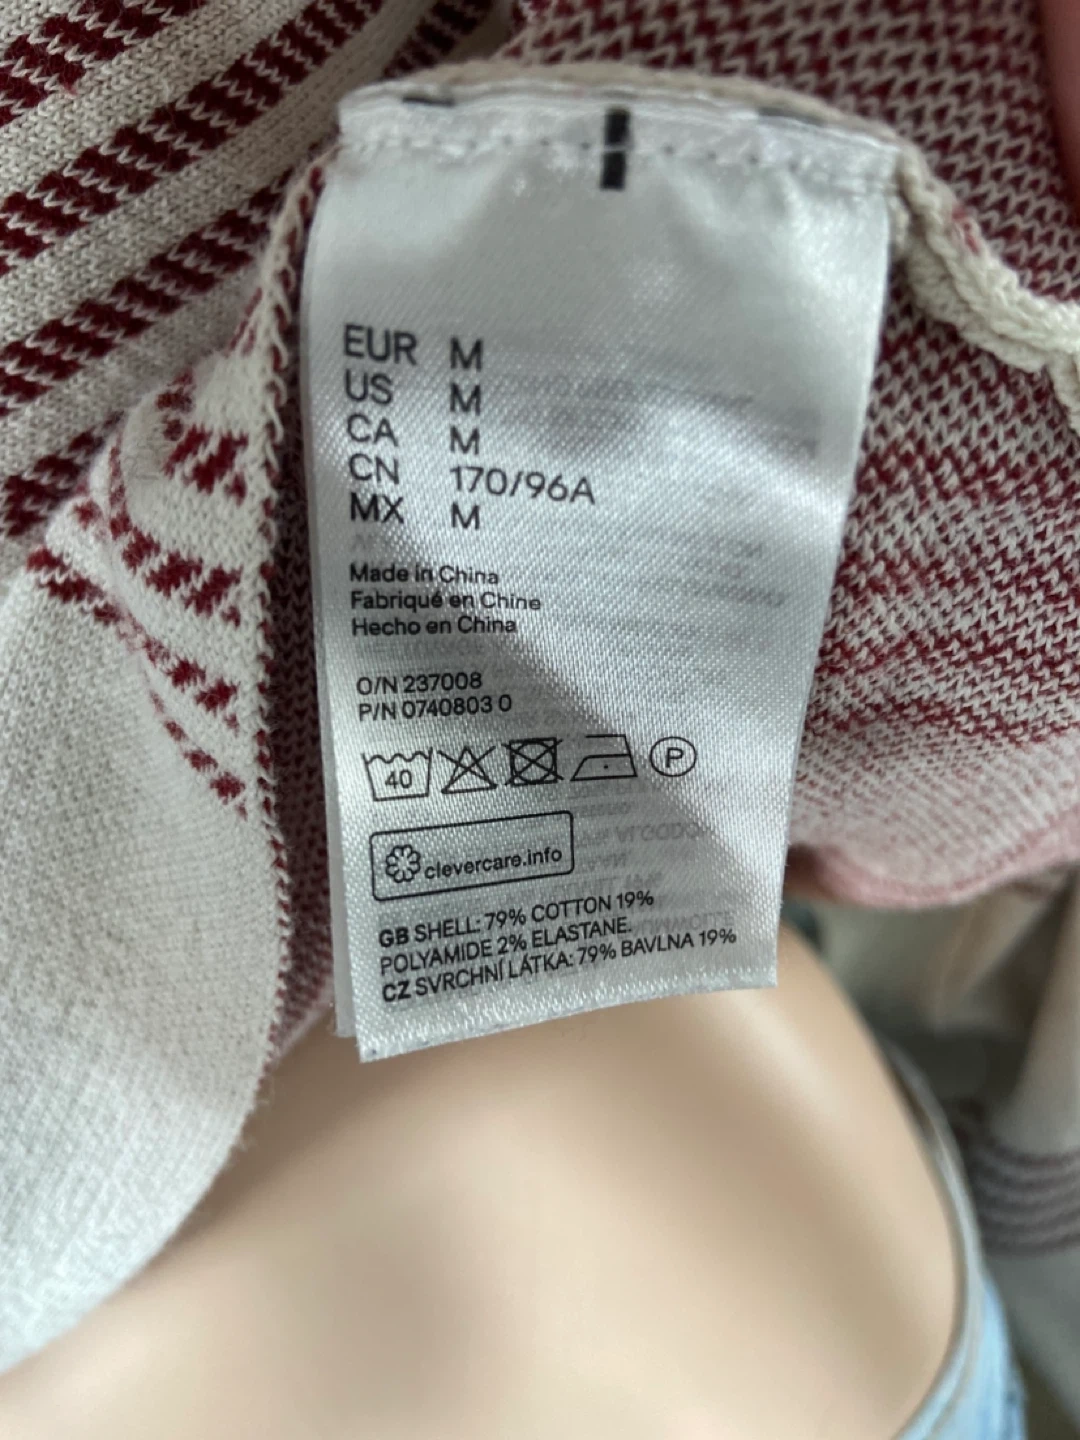 EUR M
US M
CA M
CN 170/96A
MX M
Made in China
Fabriqué en Chine
Hecho en China
O/N 237008
P/N 0740803 0
40 P
clevercare.info
GB SHELL: 79% COTTON 19%
POLYAMIDE 2% ELASTANE.
CZ SVRCHNÍ LÁTKA: 79% BAVLNA 19%